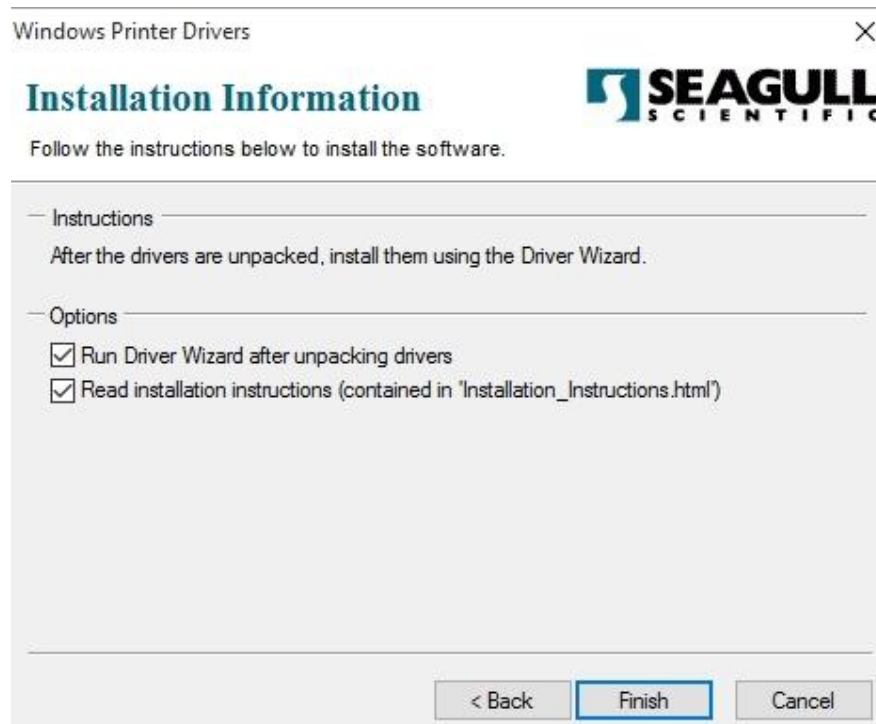 Windows Printer Drivers
Installation Information
SEAGULL
SCIENTIFIC
Follow the instructions below to install the software.
Instructions
After the drivers are unpacked, install them using the Driver Wizard.
Options
Run Driver Wizard after unpacking drivers
Read installation instructions (contained in 'Installation_Instructions.html')
< Back Finish Cancel